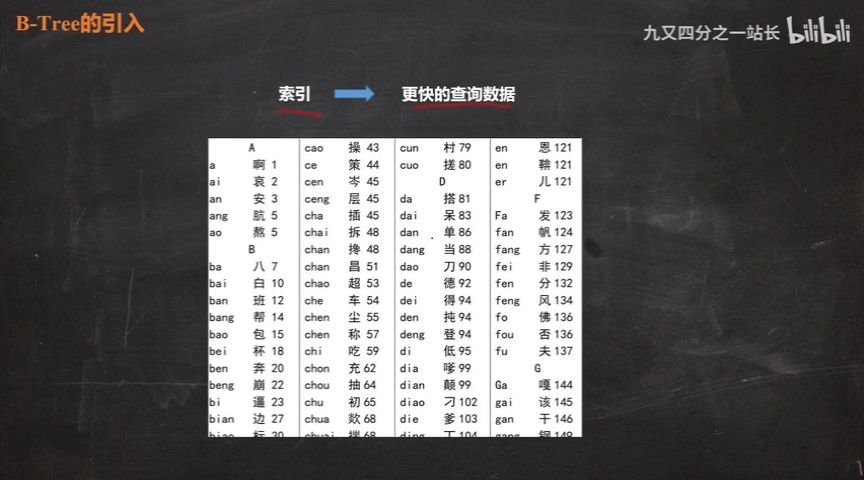 B-Tree的引入
九又四分之一站长 bilibili
索引
更快的查询数据
A
a 啊 1
ai 哀 2
an 安 3
ang 肮 5
ao 熬 5
B
ba 八 7
bai 白 10
ban 班 12
bang 帮 14
bao 包 15
bei 杯 18
ben 奔 20
beng 崩 22
bi 逼 23
bian 边 27
biao 标 30
cao 操 43
ce 策 44
cen 岑 45
ceng 层 45
cha 插 45
chai 拆 48
chan 搀 48
chan 昌 51
chao 超 53
che 车 54
chen 尘 55
chen 称 57
chi 吃 59
chon 充 62
chou 抽 64
chu 初 65
chua 欻 68
chuai 68
cun 村 79
cuo 搓 80
D
da 搭 81
dai 呆 83
dan 单 86
dang 当 88
dao 刀 90
de 德 92
dei 得 94
den 扽 94
deng 登 94
di 低 95
dia 嗲 99
dian 颠 99
diao 刁 102
die 爹 103
ding 丁 104
en 恩 121
en 鞥 121
er 儿 121
F
Fa 发 123
fan 帆 124
fang 方 127
fei 非 129
fen 分 132
feng 风 134
fo 佛 136
fou 否 136
fu 夫 137
G
Ga 嘎 144
gai 该 145
gan 干 146
gang 钢 149